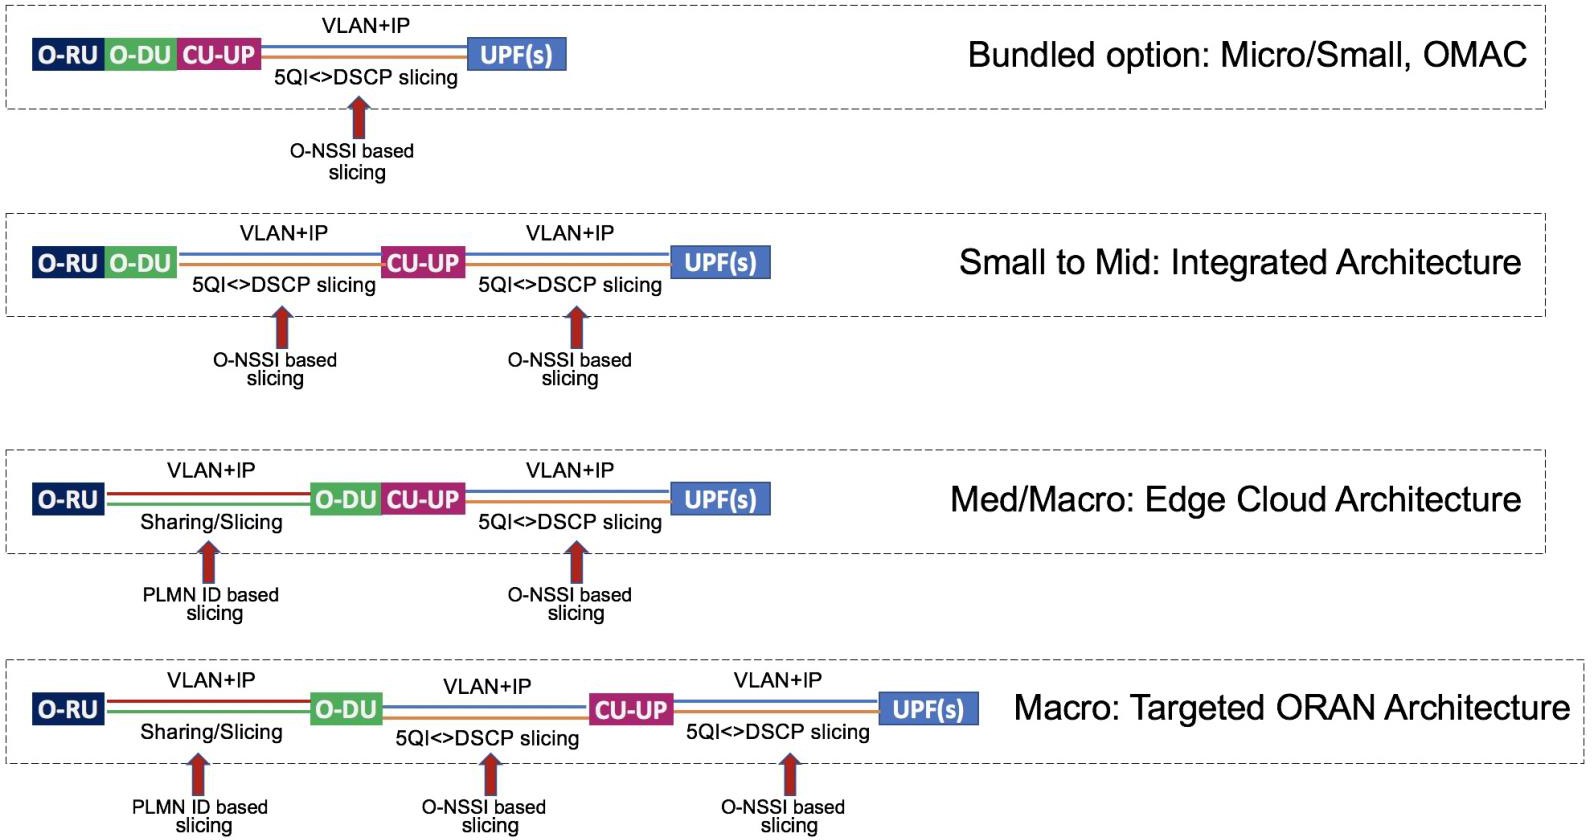 VLAN+IP
O-RU O-DU CU-UP UPF(s) Bundled option: Micro/Small, OMAC
5QI<>DSCP slicing
O-NSSI based
slicing
VLAN+IP VLAN+IP
O-RU O-DU CU-UP UPF(s) Small to Mid: Integrated Architecture
5QI<>DSCP slicing 5QI<>DSCP slicing
O-NSSI based O-NSSI based
slicing slicing
VLAN+IP VLAN+IP
O-RU O-DU CU-UP UPF(s) Med/Macro: Edge Cloud Architecture
Sharing/Slicing 5QI<>DSCP slicing
PLMN ID based O-NSSI based
slicing slicing
VLAN+IP VLAN+IP VLAN+IP
O-RU O-DU CU-UP UPF(s) Macro: Targeted ORAN Architecture
Sharing/Slicing 5QI<>DSCP slicing 5QI<>DSCP slicing
PLMN ID based O-NSSI based O-NSSI based
slicing slicing slicing